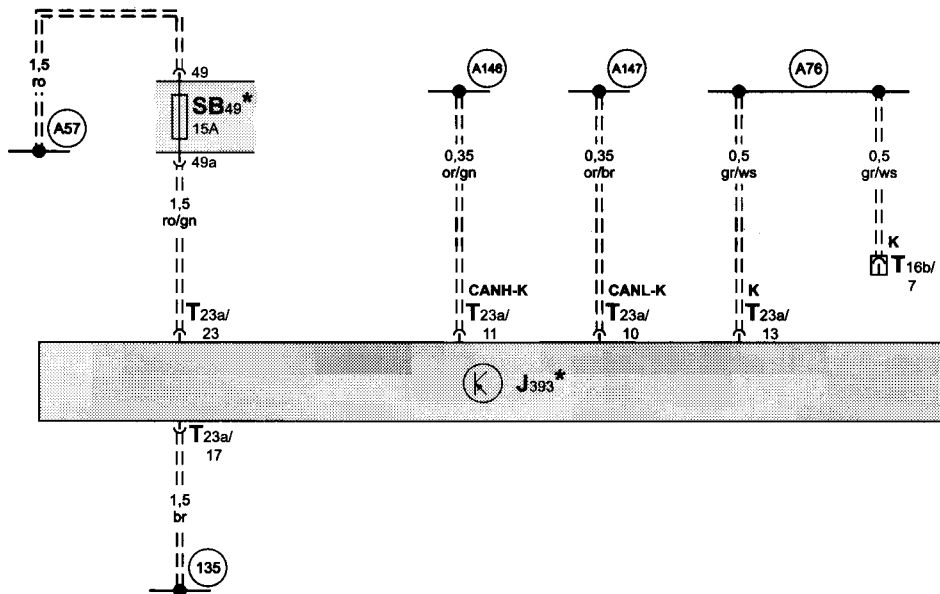 49
1,5
ro
A57
SB49*
15A
49a
A146
A147
A76
0,35
or/gn
0,35
or/br
0,5
gr/ws
0,5
gr/ws
1,5
ro/gn
K
T16b/
7
CANH-K
CANL-K
K
T23a/
23
T23a/
11
T23a/
10
T23a/
13
J393*
T23a/
17
1,5
br
135